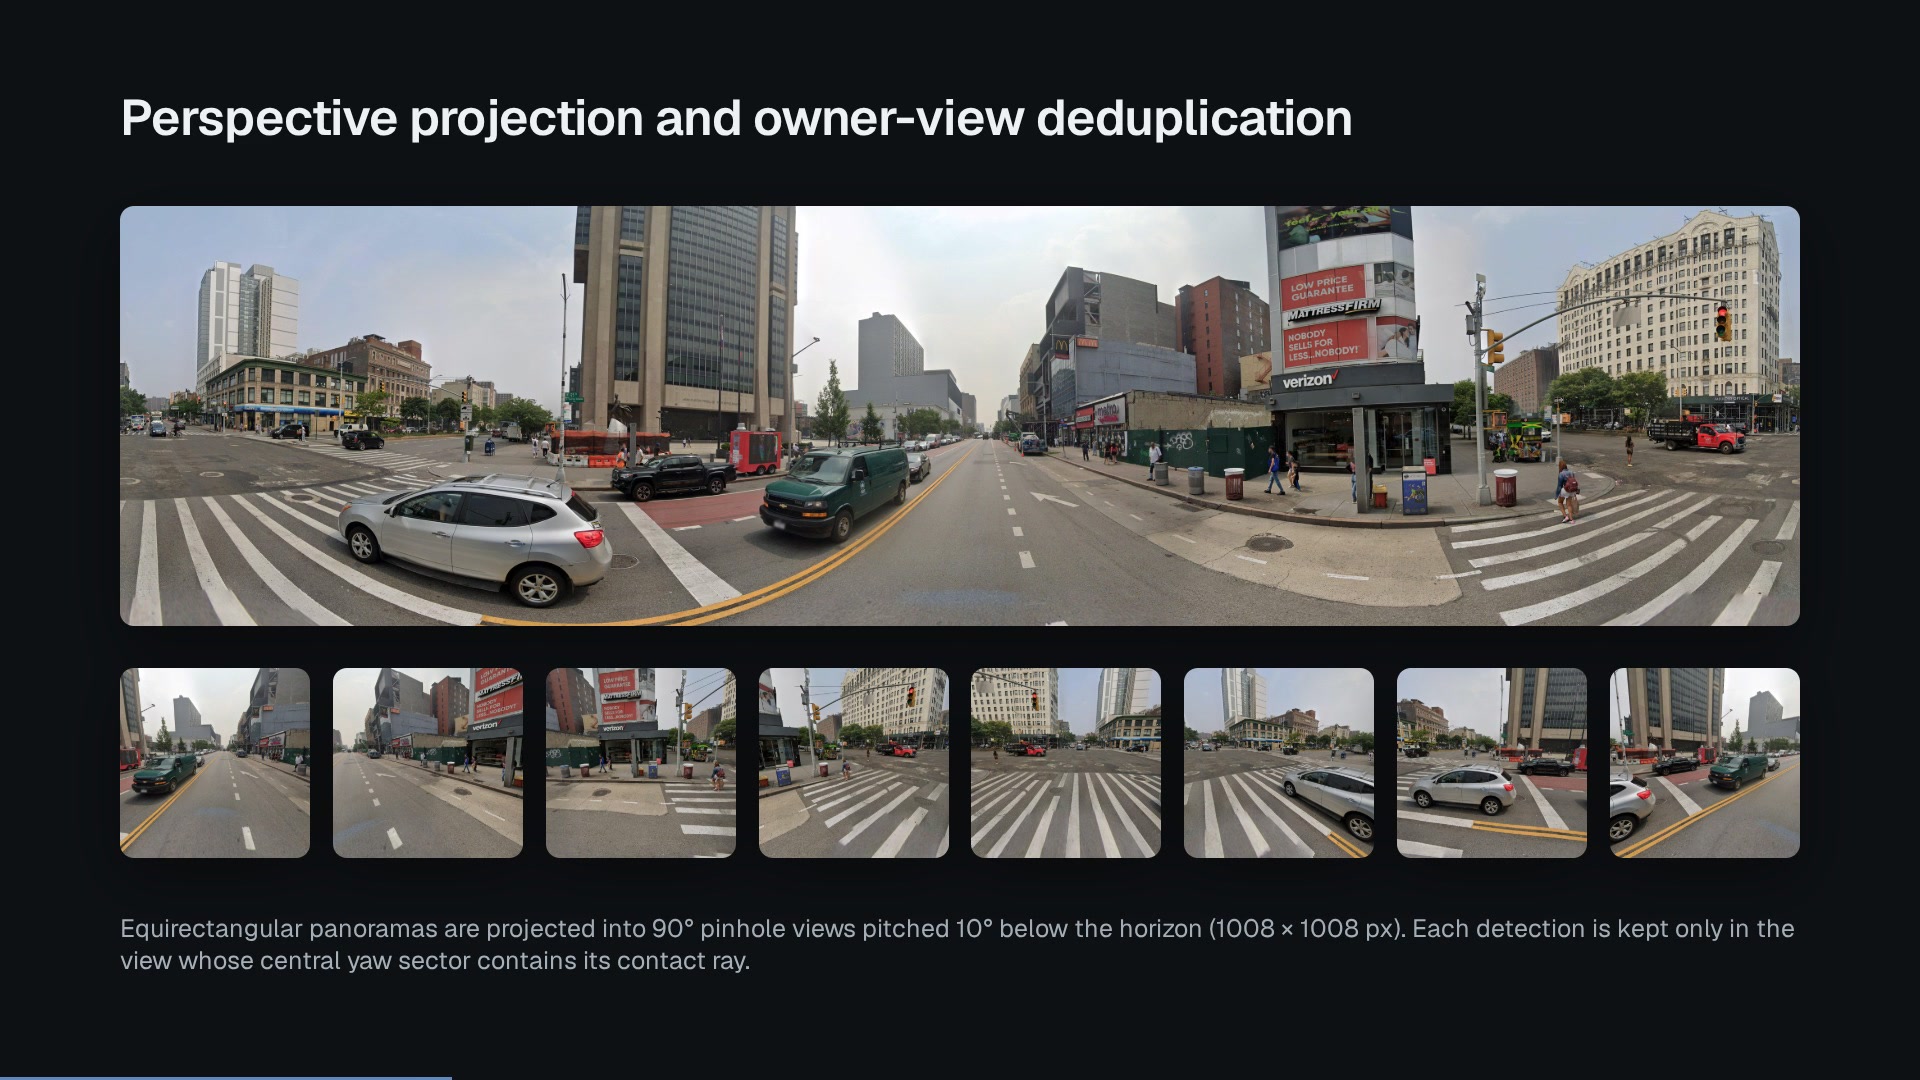 Perspective projection and owner-view deduplication
LOW PRICE
GUARANTEE
MATTRESSFIRM
NOBODY
SELLS FOR
LESS...NOBODY!
verizon
Equirectangular panoramas are projected into 90° pinhole views pitched 10° below the horizon (1008 × 1008 px). Each detection is kept only in the
view whose central yaw sector contains its contact ray.